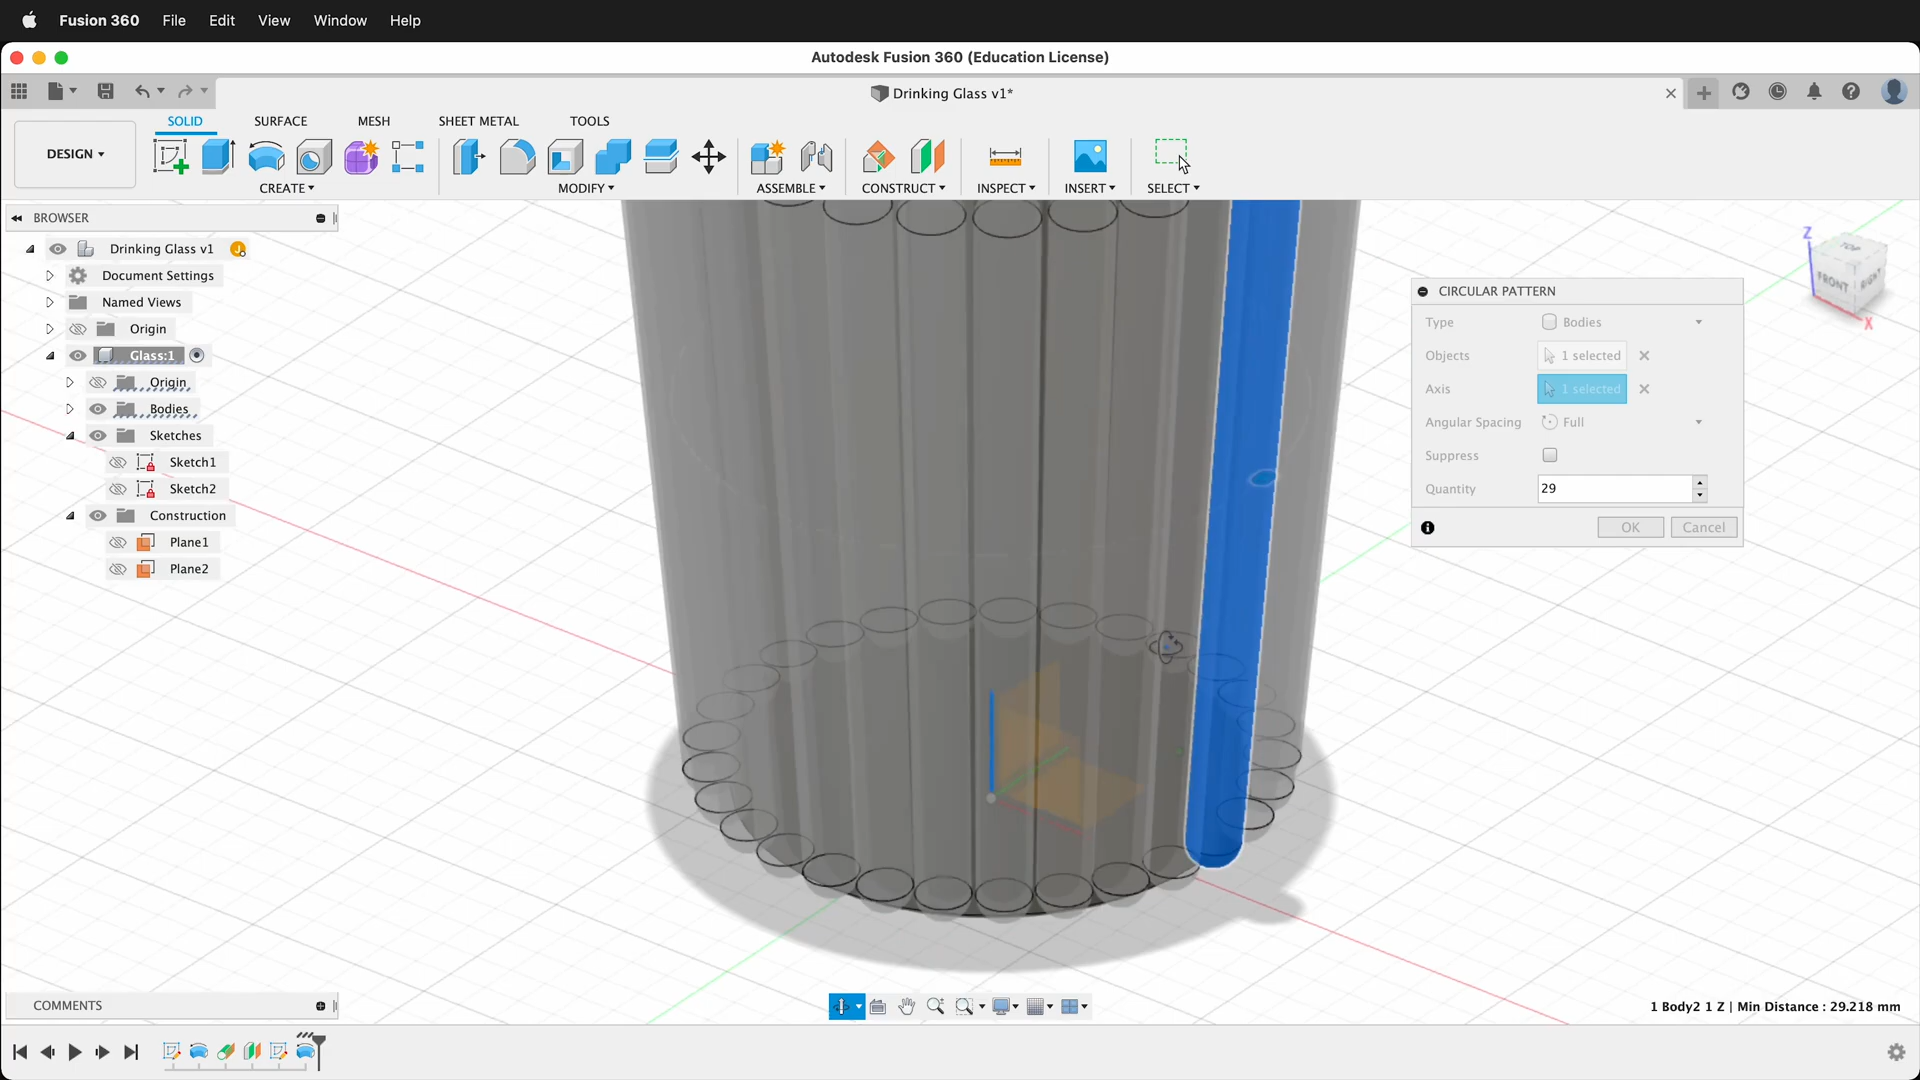 Fusion 360 File Edit View Window Help
Autodesk Fusion 360 (Education License)
Drinking Glass v1*
DESIGN
SOLID SURFACE MESH SHEET METAL TOOLS
CREATE MODIFY ASSEMBLE CONSTRUCT INSPECT INSERT SELECT
BROWSER
Drinking Glass v1
Document Settings
Named Views
Origin
Glass:1
Origin
Bodies
Sketches
Sketch1
Sketch2
Construction
Plane1
Plane2
TOP
FRONT RIGHT
Z
X
CIRCULAR PATTERN
Type Bodies
Objects 1 selected
Axis 1 selected
Angular Spacing Full
Suppress
Quantity 29
OK Cancel
COMMENTS
1 Body2 1 Z | Min Distance : 29.218 mm